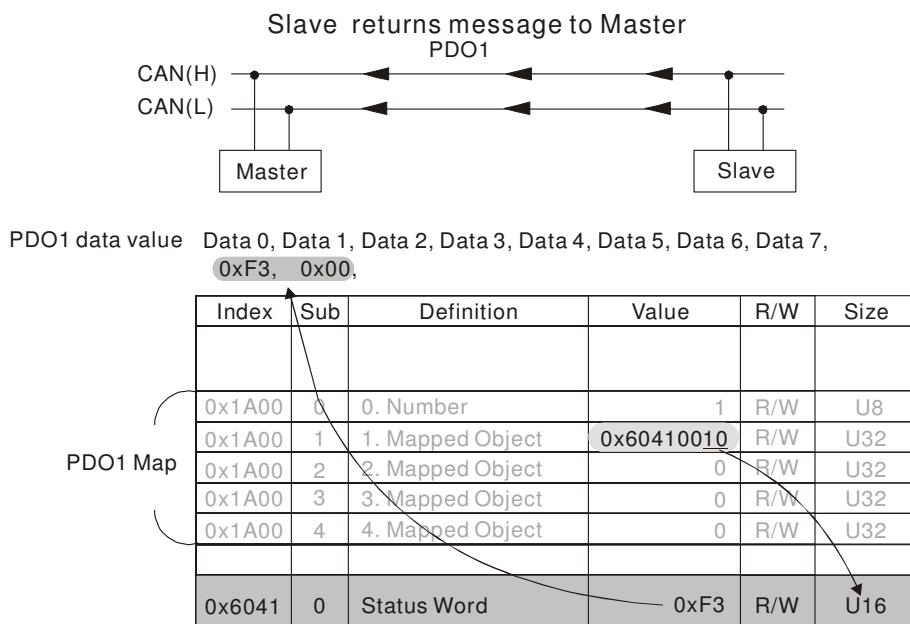 Slave returns message to Master
PDO1
CAN(H)
CAN(L)
Master
Slave
PDO1 data value Data 0, Data 1, Data 2, Data 3, Data 4, Data 5, Data 6, Data 7,
0xF3, 0x00,
Index Sub Definition Value R/W Size
0x1A00 0 0. Number 1 R/W U8
0x1A00 1 1. Mapped Object 0x60410010 R/W U32
PDO1 Map
0x1A00 2 2. Mapped Object 0 R/W U32
0x1A00 3 3. Mapped Object 0 R/W U32
0x1A00 4 4. Mapped Object 0 R/W U32
0x6041 0 Status Word 0xF3 R/W U16